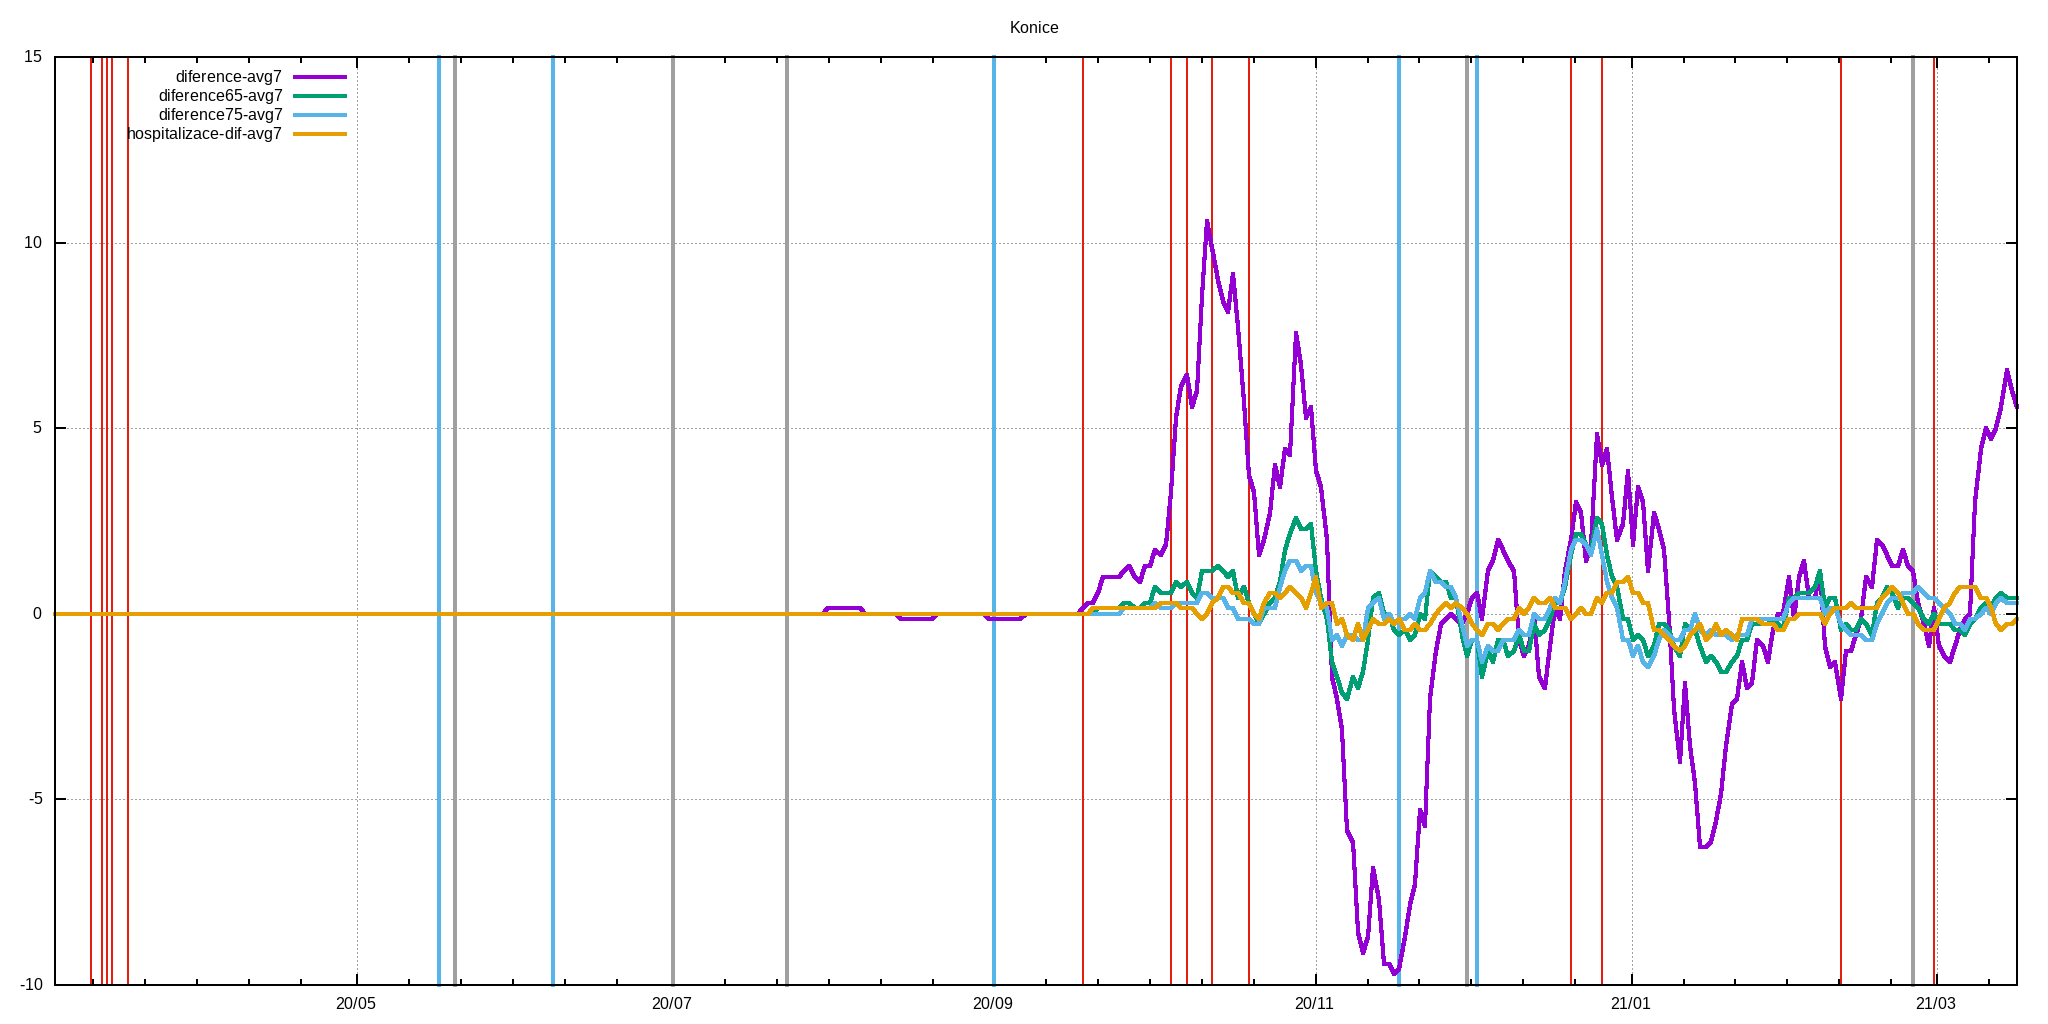 Konice
15
diference-avg7
diference65-avg7
diference75-avg7
hospitalizace-dif-avg7
10
5
0
-5
-10
20/05 20/07 20/09 20/11 21/01 21/03